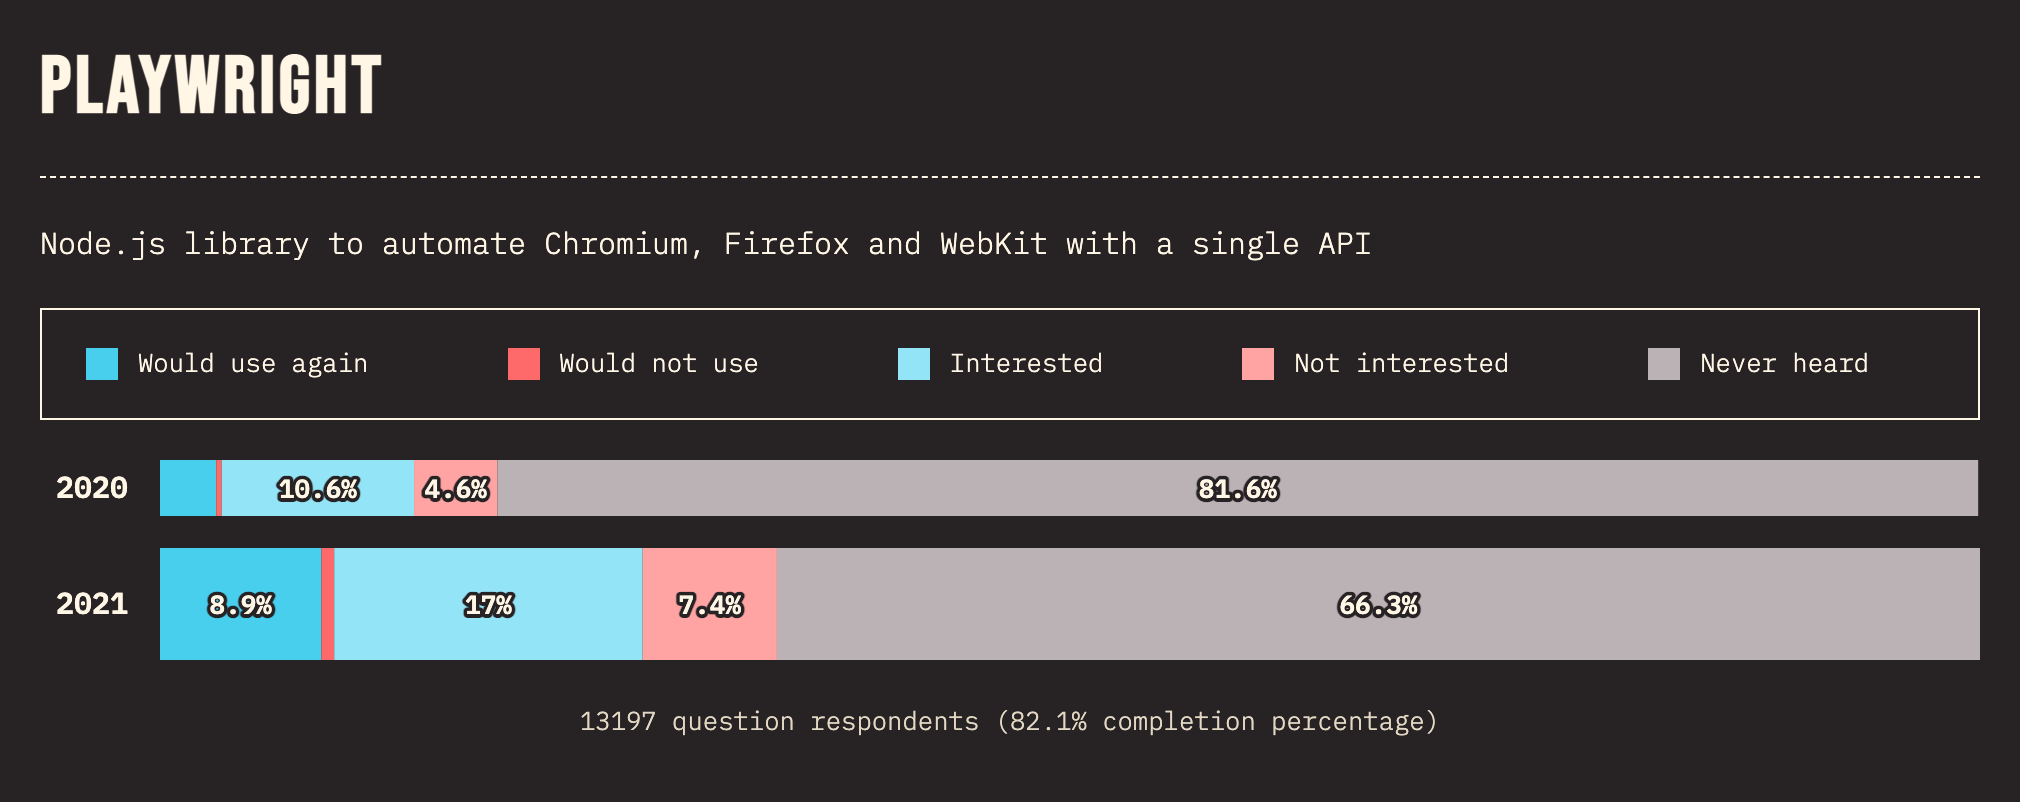 PLAYWRIGHT
Node.js library to automate Chromium, Firefox and WebKit with a single API
Would use again Would not use Interested Not interested Never heard
2020 10.6% 4.6% 81.6%
2021 8.9% 17% 7.4% 66.3%
13197 question respondents (82.1% completion percentage)